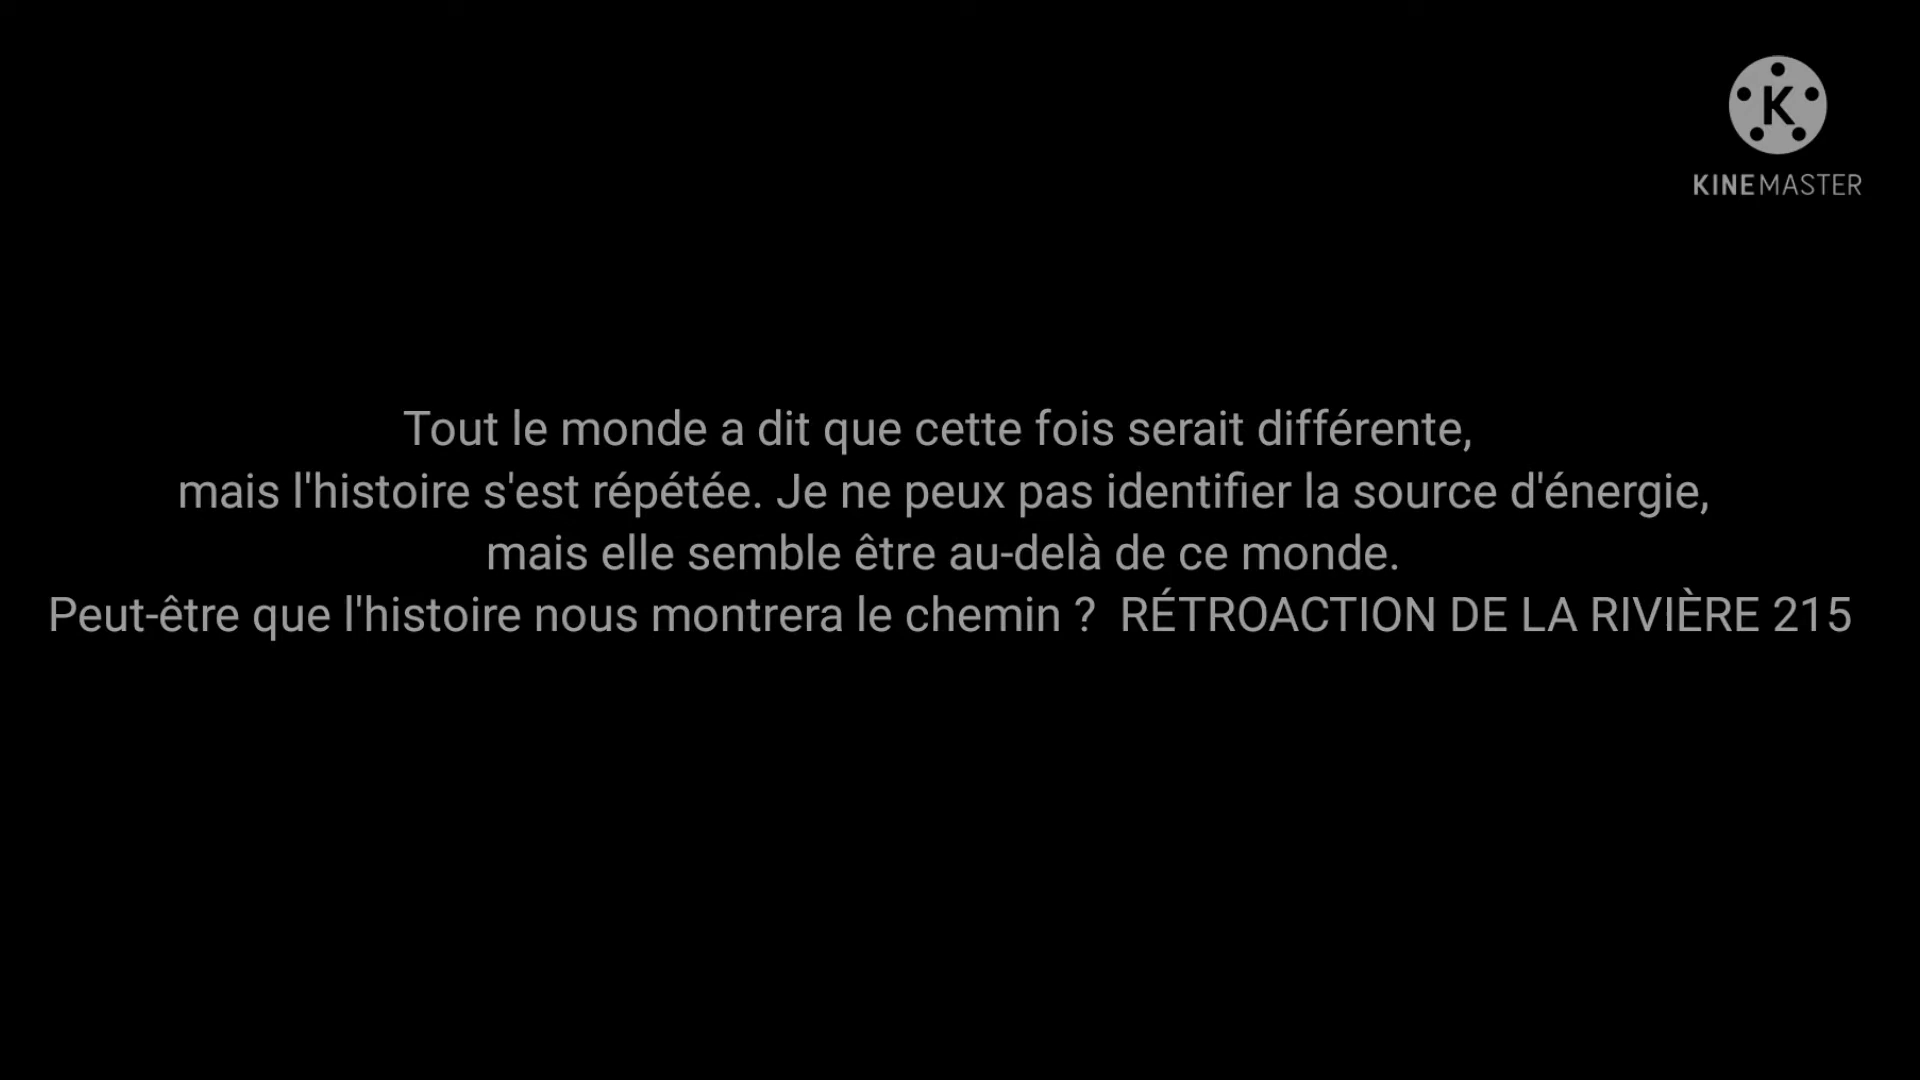 K
KINEMASTER
Tout le monde a dit que cette fois serait différente,
mais l'histoire s'est répétée. Je ne peux pas identifier la source d'énergie,
mais elle semble être au-delà de ce monde.
Peut-être que l'histoire nous montrera le chemin ?  RÉTROACTION DE LA RIVIÈRE 215